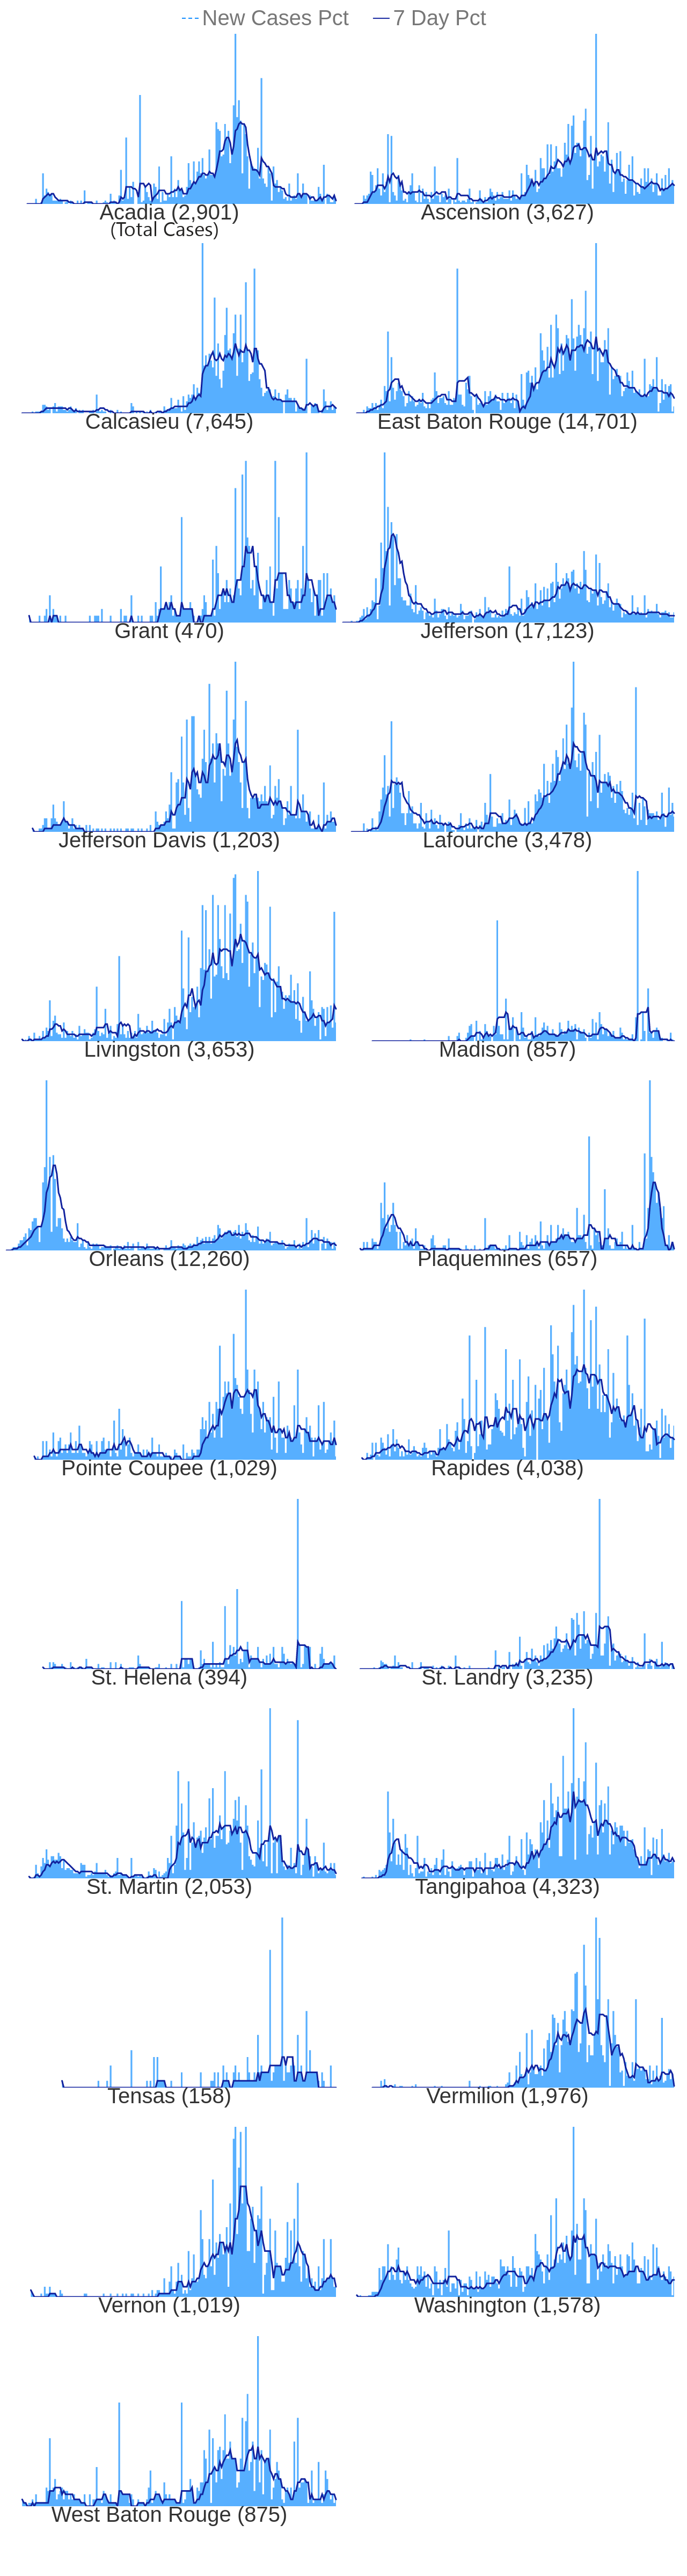 New Cases Pct 7 Day Pct
Acadia (2,901) Ascension (3,627)
(Total Cases)
Calcasieu (7,645) East Baton Rouge (14,701)
Grant (470) Jefferson (17,123)
Jefferson Davis (1,203) Lafourche (3,478)
Livingston (3,653) Madison (857)
Orleans (12,260) Plaquemines (657)
Pointe Coupee (1,029) Rapides (4,038)
St. Helena (394) St. Landry (3,235)
St. Martin (2,053) Tangipahoa (4,323)
Tensas (158) Vermilion (1,976)
Vernon (1,019) Washington (1,578)
West Baton Rouge (875)